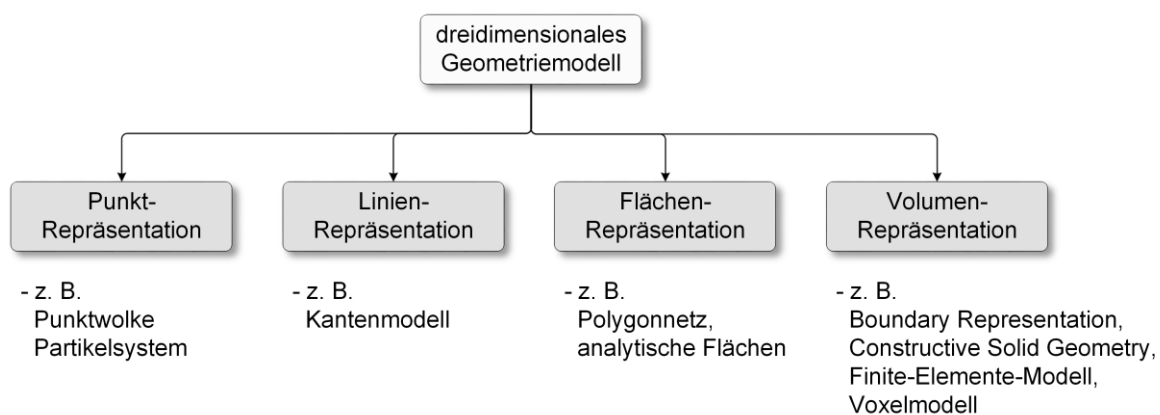 dreidimensionales
Geometriemodell
Punkt-
Repräsentation
Linien-
Repräsentation
Flächen-
Repräsentation
Volumen-
Repräsentation
- z. B.
Punktwolke
Partikelsystem
- z. B.
Kantenmodell
- z. B.
Polygonnetz,
analytische Flächen
- z. B.
Boundary Representation,
Constructive Solid Geometry,
Finite-Elemente-Modell,
Voxelmodell